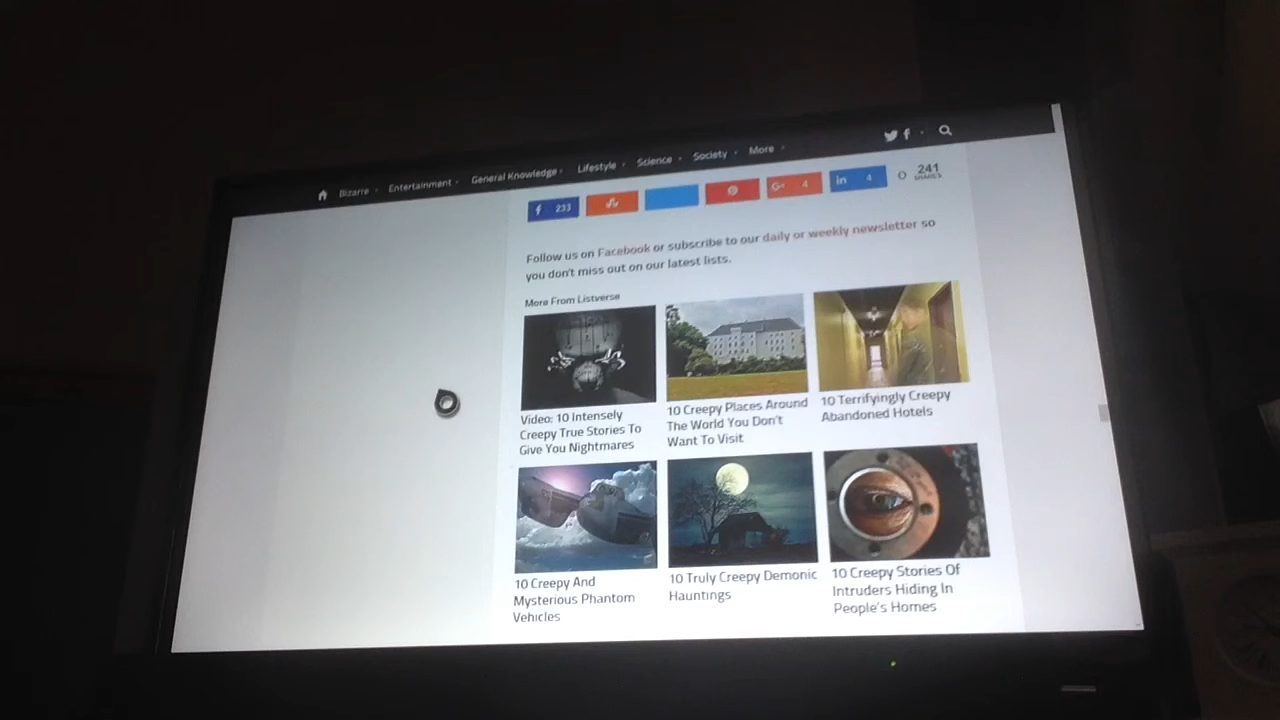 Bizarre Entertainment General Knowledge Lifestyle Science Society More
233
G+ 4
in 4
241
SHARES
Follow us on Facebook or subscribe to our daily or weekly newsletter so
you don't miss out on our latest lists.
More From Listverse
Video: 10 Intensely
Creepy True Stories To
Give You Nightmares
10 Creepy Places Around
The World You Don't
Want To Visit
10 Terrifyingly Creepy
Abandoned Hotels
10 Creepy And
Mysterious Phantom
Vehicles
10 Truly Creepy Demonic
Hauntings
10 Creepy Stories Of
Intruders Hiding In
People's Homes